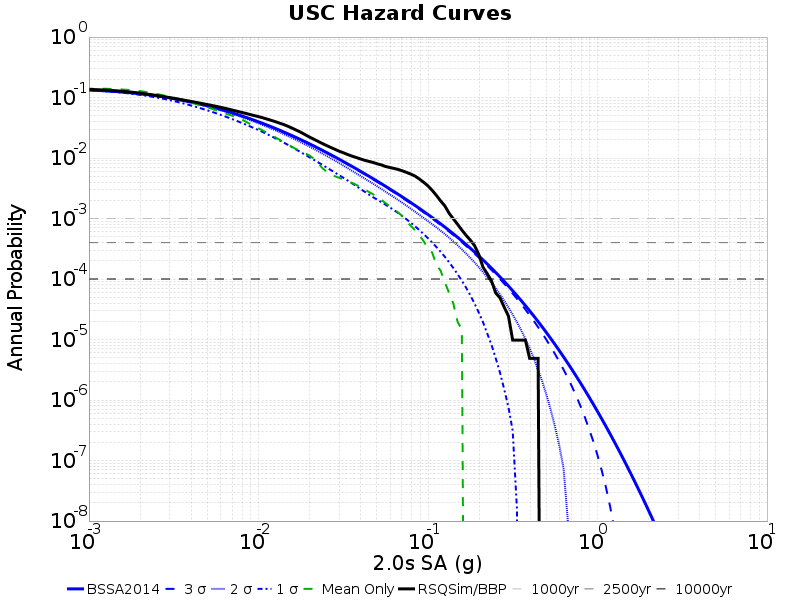 USC Hazard Curves
10^0
10^-1
10^-2
10^-3
10^-4
10^-5
10^-6
10^-7
10^-8
Annual Probability
10^-3 10^-2 10^-1 10^0 10^1
2.0s SA (g)
BSSA2014 3 σ 2 σ 1 σ Mean Only RSQSim/BBP 1000yr 2500yr 10000yr